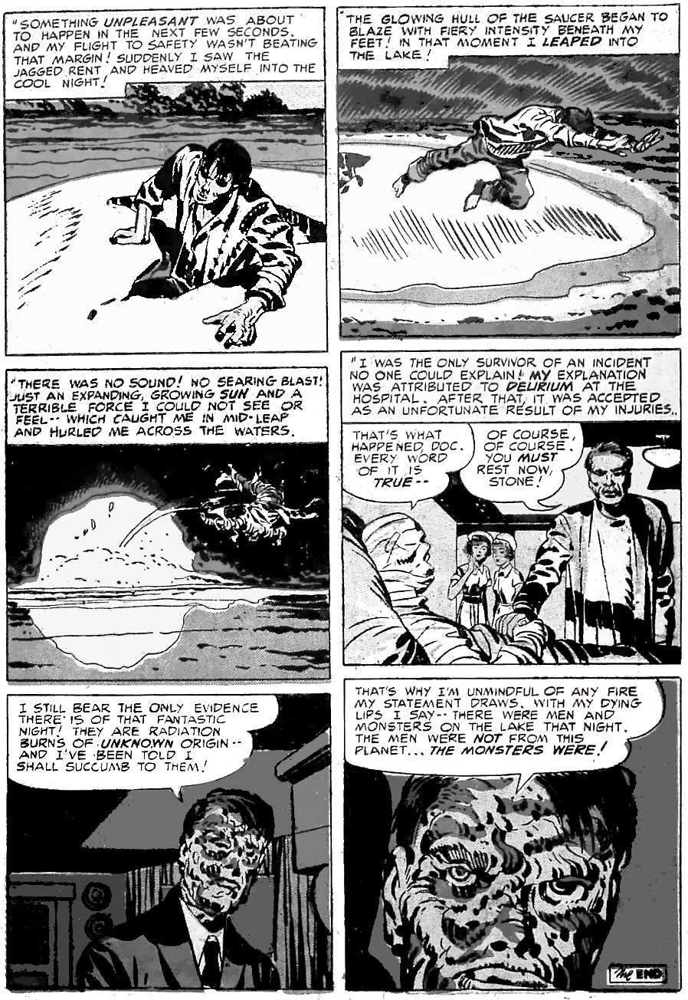 "SOMETHING UNPLEASANT WAS ABOUT
TO HAPPEN IN THE NEXT FEW SECONDS.
AND MY FLIGHT TO SAFETY WASN'T BEATING
THAT MARGIN! SUDDENLY I SAW THE
JAGGED RENT AND HEAVED MYSELF INTO THE
COOL NIGHT!
"THE GLOWING HULL OF THE SAUCER BEGAN TO
BLAZE WITH FIERY INTENSITY BENEATH MY
FEET! IN THAT MOMENT I LEAPED INTO
THE LAKE!
"THERE WAS NO SOUND! NO SEARING BLAST!
JUST AN EXPANDING, GROWING SUN AND A
TERRIBLE FORCE I COULD NOT SEE OR
FEEL-- WHICH CAUGHT ME IN MID-LEAP
AND HURLED ME ACROSS THE WATERS.
"I WAS THE ONLY SURVIVOR OF AN INCIDENT
NO ONE COULD EXPLAIN! MY EXPLANATION
WAS ATTRIBUTED TO DELIRIUM AT THE
HOSPITAL. AFTER THAT, IT WAS ACCEPTED
AS AN UNFORTUNATE RESULT OF MY INJURIES..
THAT'S WHAT
HAPPENED, DOC.
EVERY WORD
OF IT IS
TRUE--
OF COURSE,
OF COURSE.
YOU MUST
REST NOW,
STONE!
I STILL BEAR THE ONLY EVIDENCE
THERE IS OF THAT FANTASTIC
NIGHT! THEY ARE RADIATION
BURNS OF UNKNOWN ORIGIN--
AND I'VE BEEN TOLD I
SHALL SUCCUMB TO THEM!
THAT'S WHY I'M UNMINDFUL OF ANY FIRE
MY STATEMENT DRAWS. WITH MY DYING
LIPS I SAY-- THERE WERE MEN AND
MONSTERS ON THE LAKE THAT NIGHT.
THE MEN WERE NOT FROM THIS
PLANET... THE MONSTERS WERE!
THE END